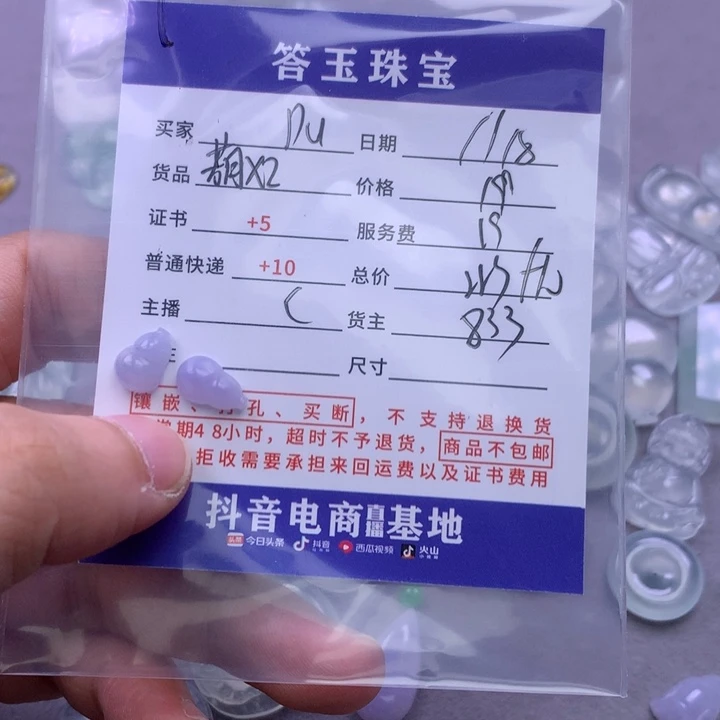 答玉珠宝
买家 DU 日期 11/18
货品 葫X2 价格
证书 +5 服务费 15
普通快递 +10 总价
主播 C 货主 833
尺寸
镶嵌、打孔、买断，不支持退换货
期48小时，超时不予退货，商品不包邮
拒收需要承担来回运费以及证书费用
抖音电商直播基地
头条 今日头条 抖音 西瓜视频 火山